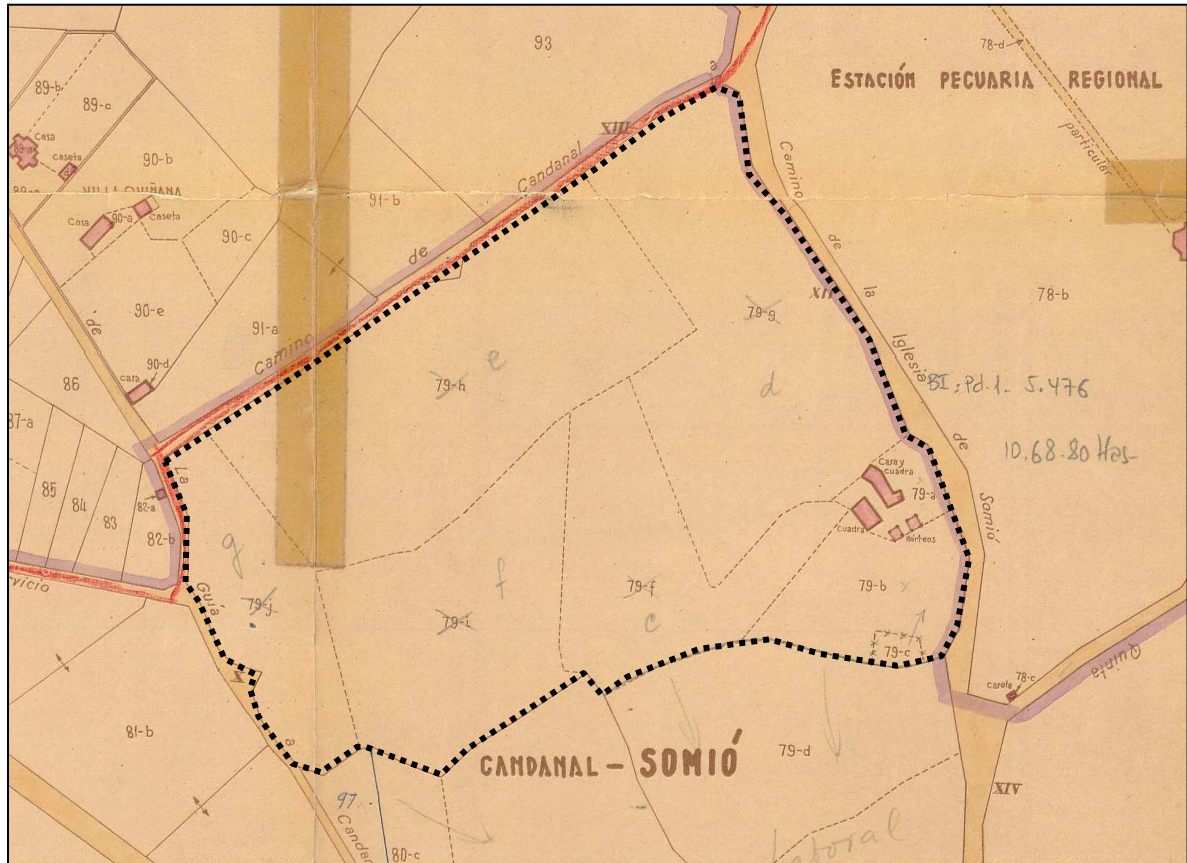 93
78-d
ESTACIÓN PECUARIA REGIONAL
89-b
89-c
a
XIII
particular
Casa
caseta
90-b
Camino
Candanal
VILLA QUIÑANA
91-b
Casa
90-a
Caseta
90-c
de
de
la
XII
78-b
90-e
79-g
91-a
de
Camino
Iglesia
90-d
casa
86
79-h
e
d
BI: Pd. 1. 5.476
87-a
de
10.68.80 Has
La
Casa y cuadra
85
84
83
82-a
79-a
Somió
82-b
cuadra
Hórreos
g
f
79-f
79-b
Guía
79-j
79-i
c
79-c
X
78-c
caseta
Quinta
81-b
a
CANDANAL – SOMIÓ
79-d
97
XIV
80-c
Laboral